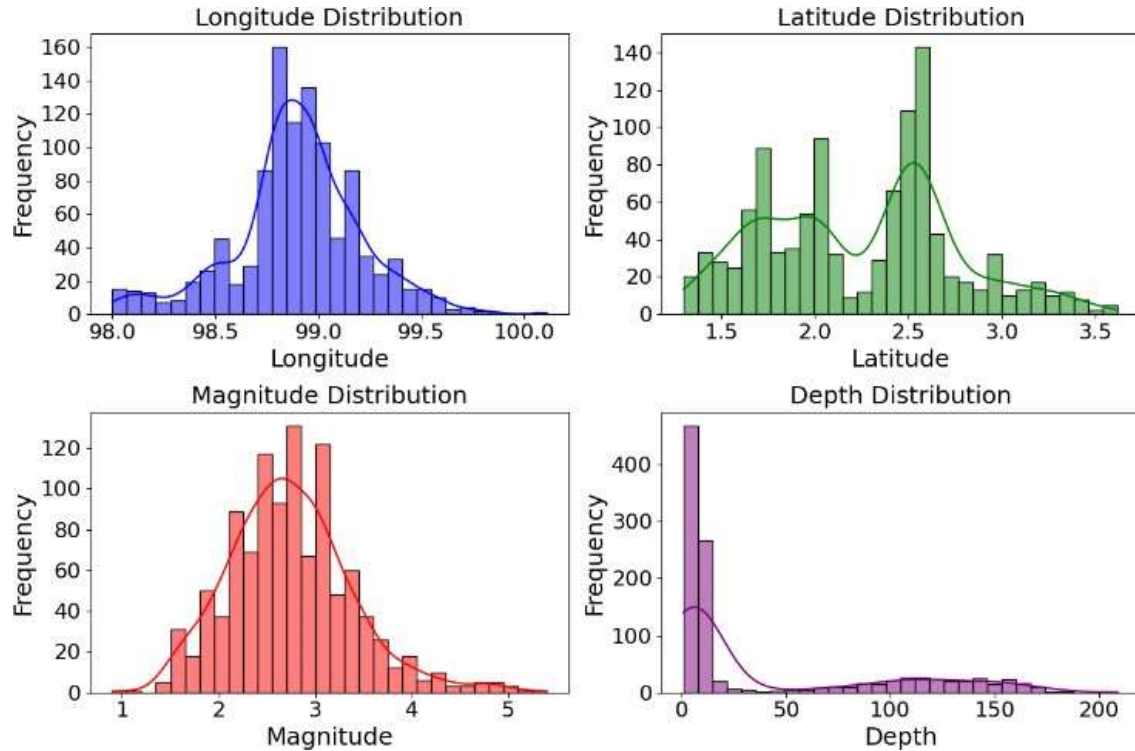 Longitude Distribution
160
140
120
100
80
60
40
20
0
Frequency
98.0 98.5 99.0 99.5 100.0
Longitude
Latitude Distribution
140
120
100
80
60
40
20
0
Frequency
1.5 2.0 2.5 3.0 3.5
Latitude
Magnitude Distribution
120
100
80
60
40
20
0
Frequency
1 2 3 4 5
Magnitude
Depth Distribution
400
300
200
100
0
Frequency
0 50 100 150 200
Depth